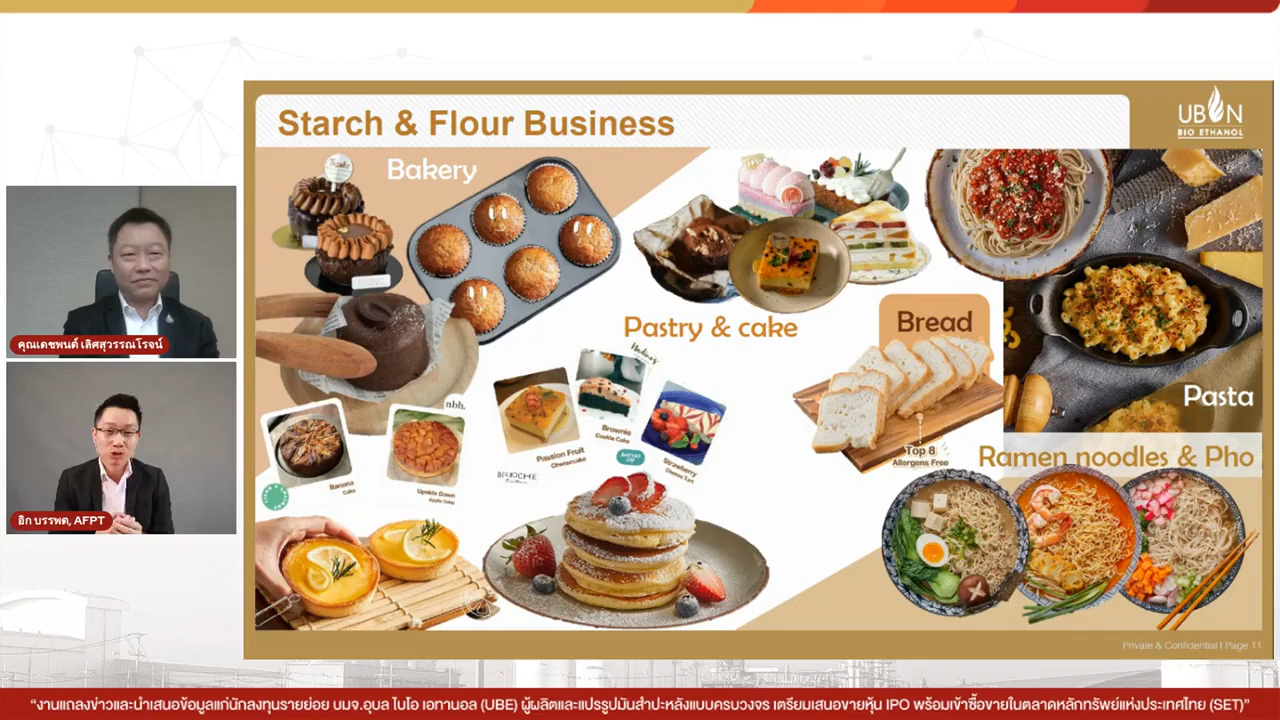 Starch & Flour Business
UBON
BIO ETHANOL
Bakery
Pastry & cake
Bread
Top 8
Allergens Free
Pasta
Ramen noodles & Pho
nbh.
Banana
Cake
Upside Down
Apple Cake
Passion Fruit
Cheesecake
BRIOCHE
Brownie
Cookie Cake
Strawberry
Cheese Tart
คุณเดชพนต์ เลิศสุวรรณโรจน์
อิก บรรพต, AFPT
Private & Confidential | Page 11
“งานแถลงข่าวและนำเสนอข้อมูลแก่นักลงทุนรายย่อย บมจ.อุบล ไบโอ เอทานอล (UBE) ผู้ผลิตและแปรรูปมันสำปะหลังแบบครบวงจร เตรียมเสนอขายหุ้น IPO พร้อมเข้าซื้อขายในตลาดหลักทรัพย์แห่งประเทศไทย (SET)”